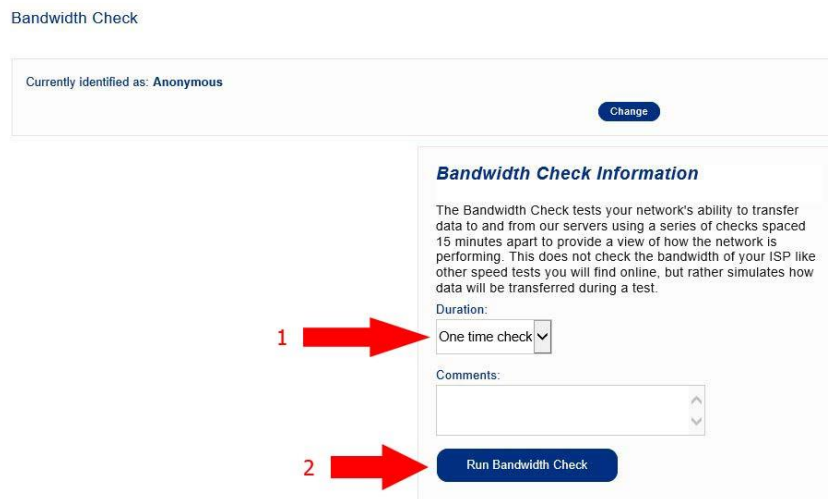 Bandwidth Check
Currently identified as: Anonymous
Change
Bandwidth Check Information
The Bandwidth Check tests your network's ability to transfer
data to and from our servers using a series of checks spaced
15 minutes apart to provide a view of how the network is
performing. This does not check the bandwidth of your ISP like
other speed tests you will find online, but rather simulates how
data will be transferred during a test.
Duration:
1
One time check
Comments:
2
Run Bandwidth Check